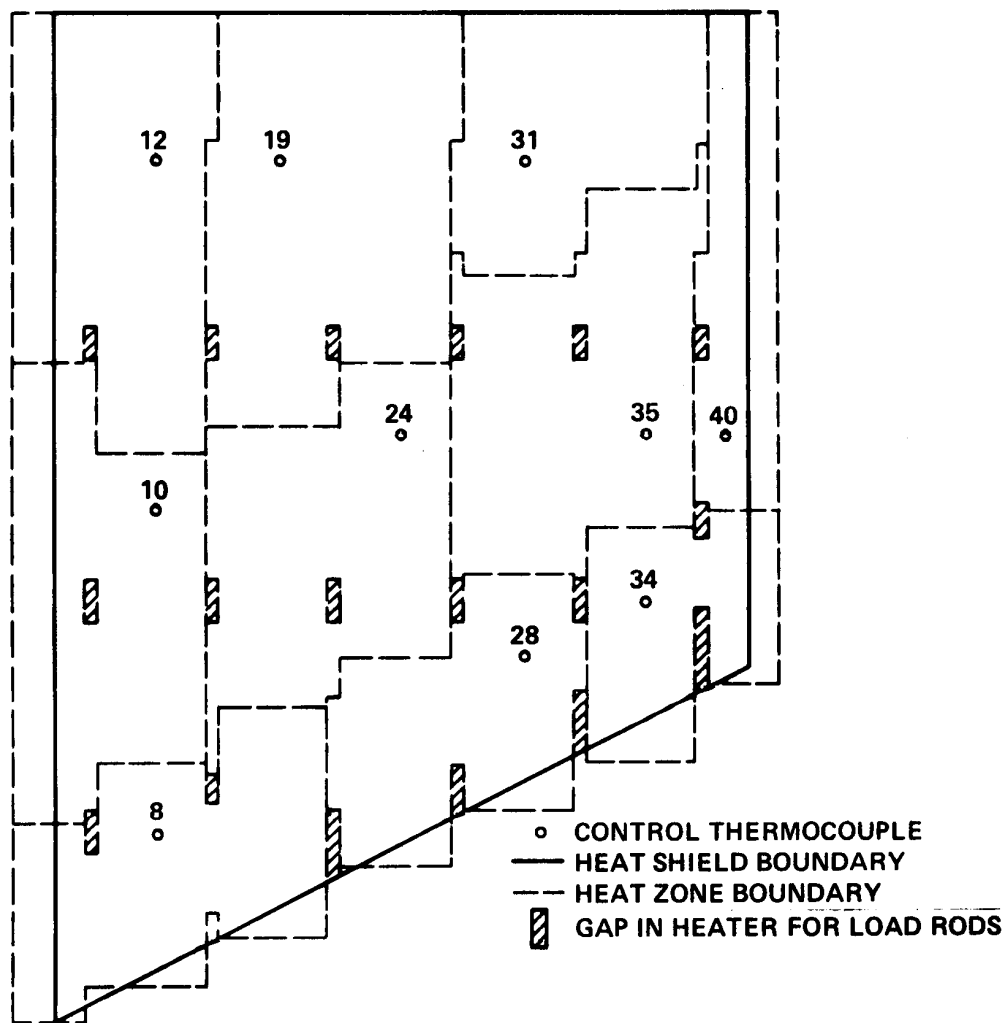 12
19
31
24
35
40
10
34
28
8
CONTROL THERMOCOUPLE
HEAT SHIELD BOUNDARY
HEAT ZONE BOUNDARY
GAP IN HEATER FOR LOAD RODS